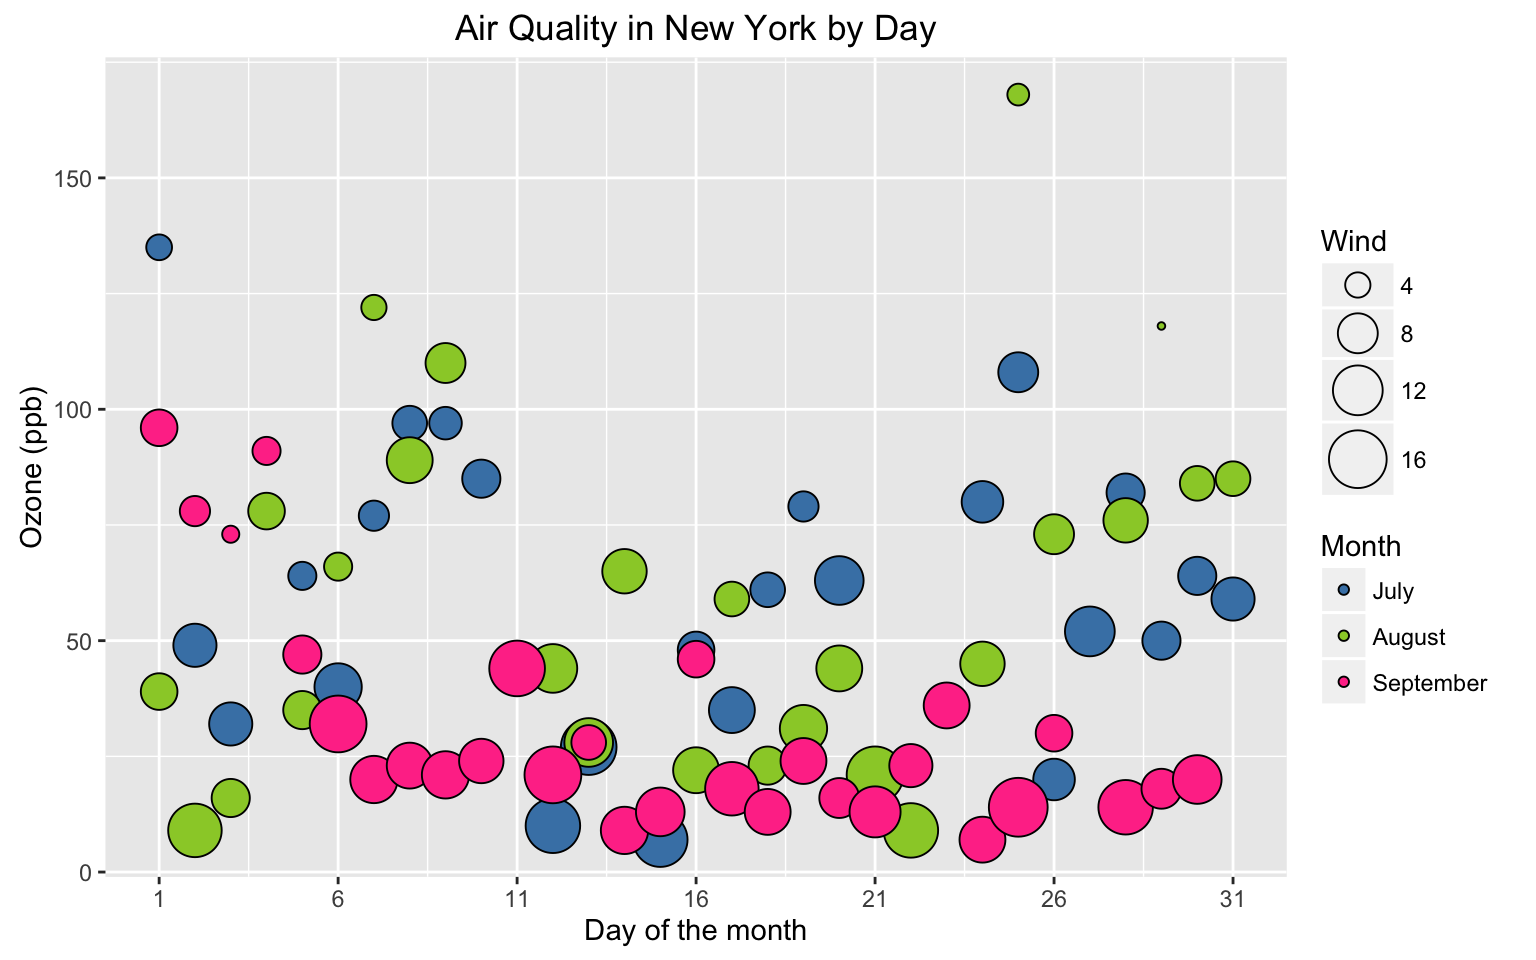 Air Quality in New York by Day
Ozone (ppb)
150
100
50
0
1 6 11 16 21 26 31
Day of the month
Wind
4
8
12
16
Month
July
August
September